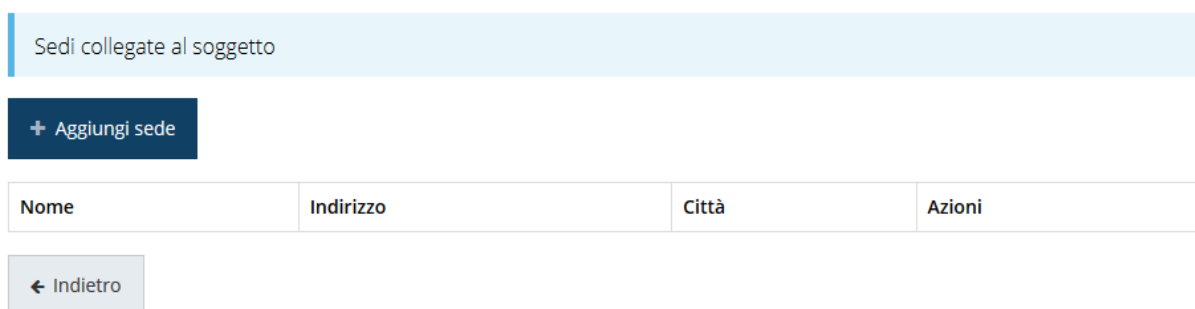 Sedi collegate al soggetto
+ Aggiungi sede
Nome Indirizzo Città Azioni
← Indietro